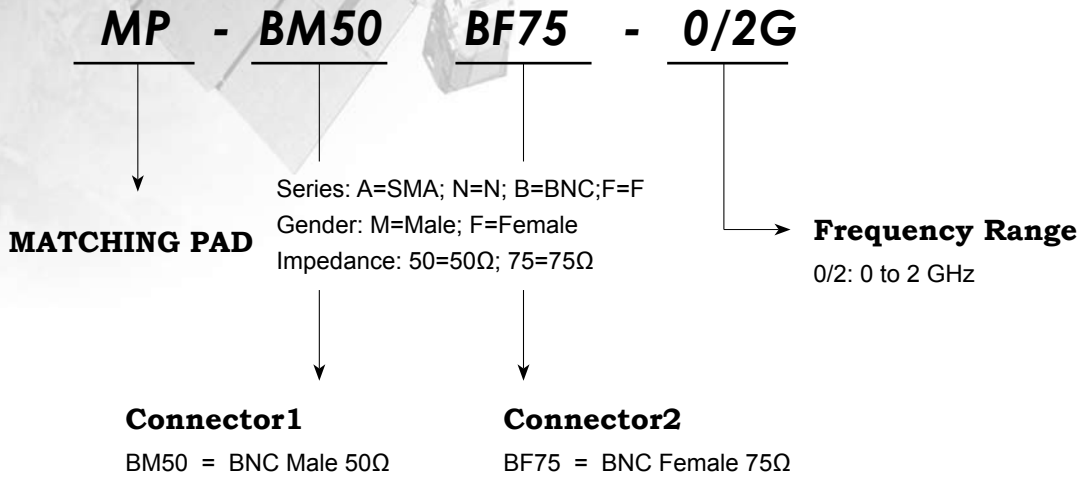 MP - BM50 BF75 - 0/2G
Series: A=SMA; N=N; B=BNC;F=F
Gender: M=Male; F=Female
Impedance: 50=50Ω; 75=75Ω
MATCHING PAD
Frequency Range
0/2: 0 to 2 GHz
Connector1
BM50 = BNC Male 50Ω
Connector2
BF75 = BNC Female 75Ω